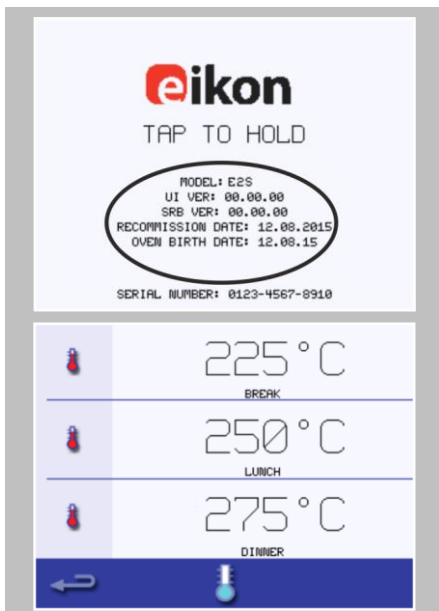 eikon
TAP TO HOLD
MODEL: E2S
UI VER: 00.00.00
SRB VER: 00.00.00
RECOMMISSION DATE: 12.08.2015
OVEN BIRTH DATE: 12.08.15
SERIAL NUMBER: 0123-4567-8910
225°C
BREAK
250°C
LUNCH
275°C
DINNER